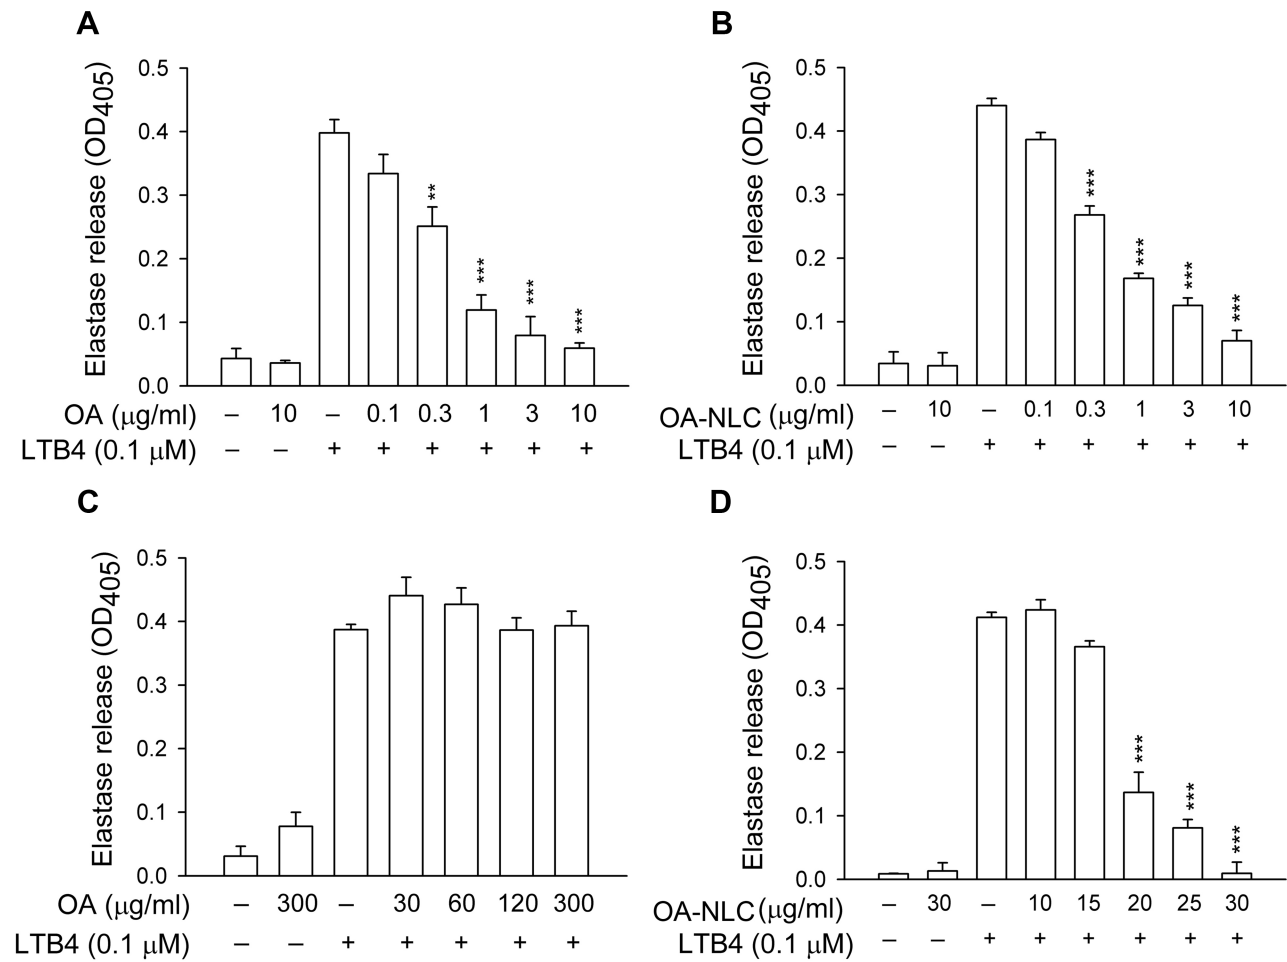 A
Elastase release (OD405)
0.5
0.4
0.3
0.2
0.1
0.0
**
***
***
***
OA (μg/ml) – 10 – 0.1 0.3 1 3 10
LTB4 (0.1 μM) – – + + + + + +
B
Elastase release (OD405)
0.5
0.4
0.3
0.2
0.1
0.0
***
***
***
***
OA-NLC (μg/ml) – 10 – 0.1 0.3 1 3 10
LTB4 (0.1 μM) – – + + + + + +
C
Elastase release (OD405)
0.5
0.4
0.3
0.2
0.1
0.0
OA (μg/ml) – 300 – 30 60 120 300
LTB4 (0.1 μM) – – + + + + +
D
Elastase release (OD405)
0.5
0.4
0.3
0.2
0.1
0.0
***
***
***
OA-NLC (μg/ml) – 30 – 10 15 20 25 30
LTB4 (0.1 μM) – – + + + + + +